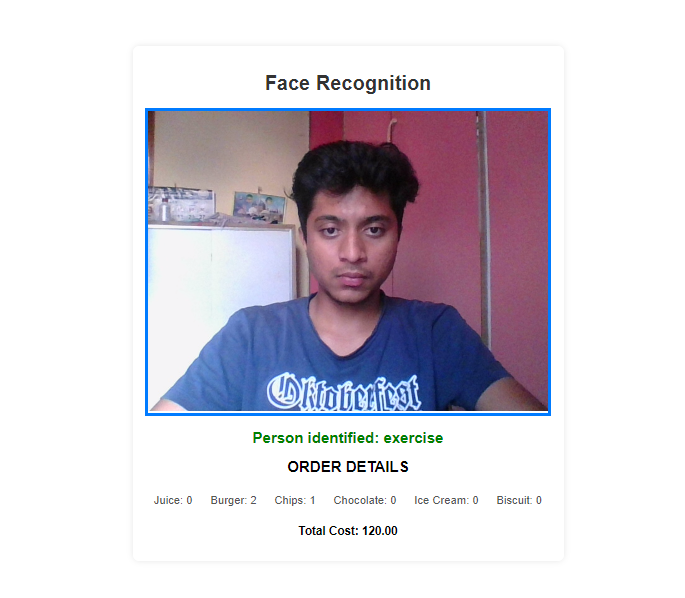 Face Recognition
Oktoberfest
Person identified: exercise
ORDER DETAILS
Juice: 0 Burger: 2 Chips: 1 Chocolate: 0 Ice Cream: 0 Biscuit: 0
Total Cost: 120.00